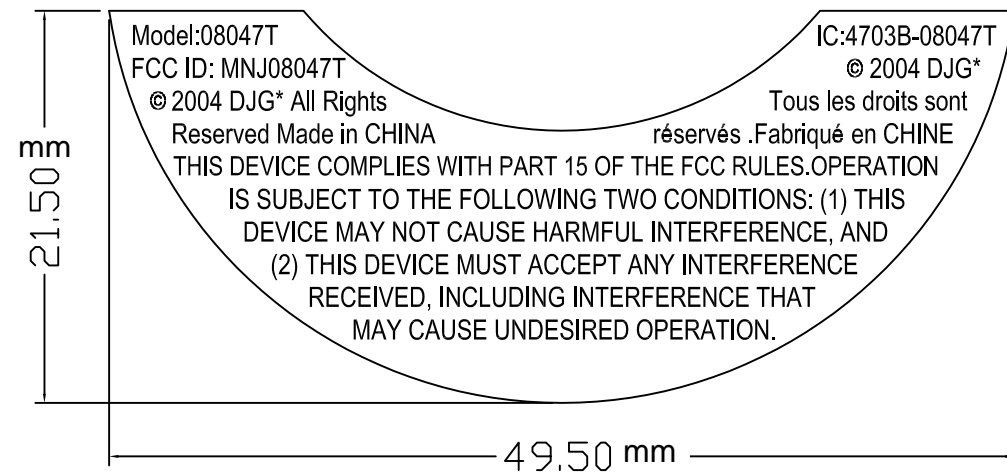 Model:08047T
FCC ID: MNJ08047T
© 2004 DJG* All Rights
Reserved Made in CHINA
IC:4703B-08047T
© 2004 DJG*
Tous les droits sont
réservés .Fabriqué en CHINE
THIS DEVICE COMPLIES WITH PART 15 OF THE FCC RULES.OPERATION
IS SUBJECT TO THE FOLLOWING TWO CONDITIONS: (1) THIS
DEVICE MAY NOT CAUSE HARMFUL INTERFERENCE, AND
(2) THIS DEVICE MUST ACCEPT ANY INTERFERENCE
RECEIVED, INCLUDING INTERFERENCE THAT
MAY CAUSE UNDESIRED OPERATION.
mm
21.50
49.50 mm